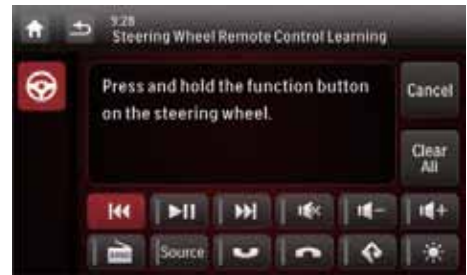 9:28
Steering Wheel Remote Control Learning
Press and hold the function button
on the steering wheel.
Cancel
Clear
All
Source